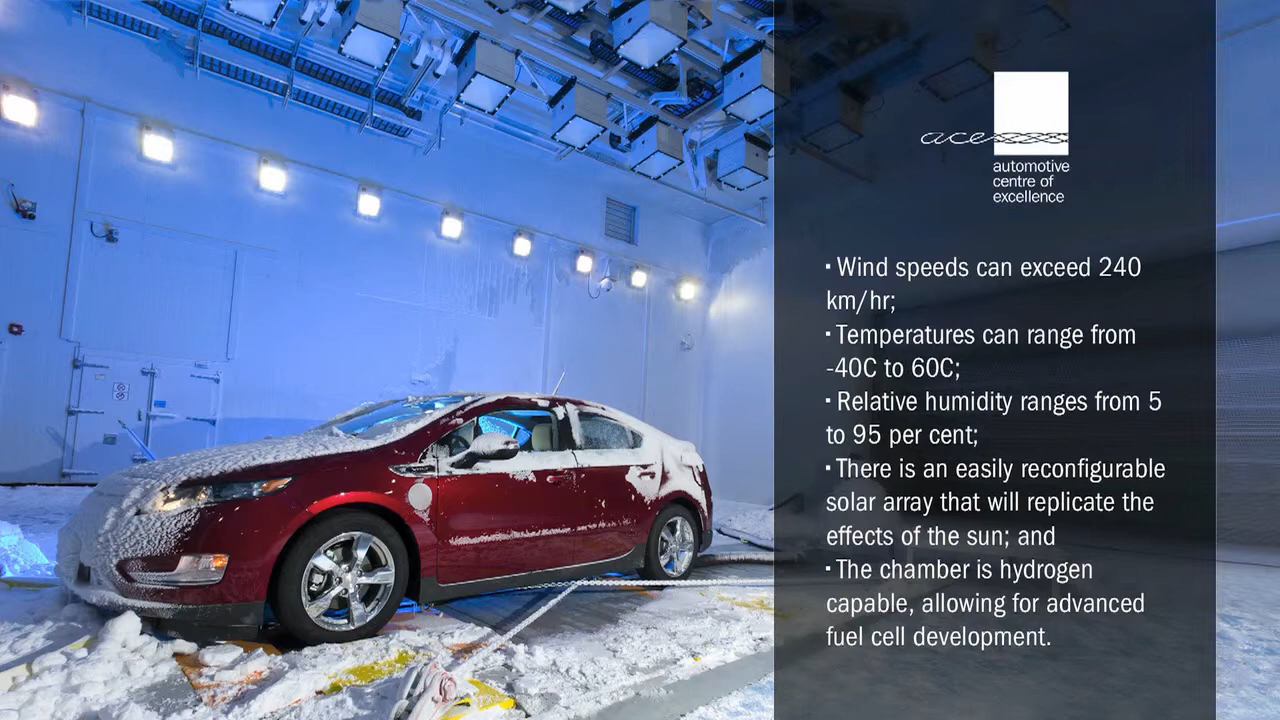 ace
automotive
centre of
excellence
▪ Wind speeds can exceed 240
km/hr;
▪ Temperatures can range from
-40C to 60C;
▪ Relative humidity ranges from 5
to 95 per cent;
▪ There is an easily reconfigurable
solar array that will replicate the
effects of the sun; and
▪ The chamber is hydrogen
capable, allowing for advanced
fuel cell development.